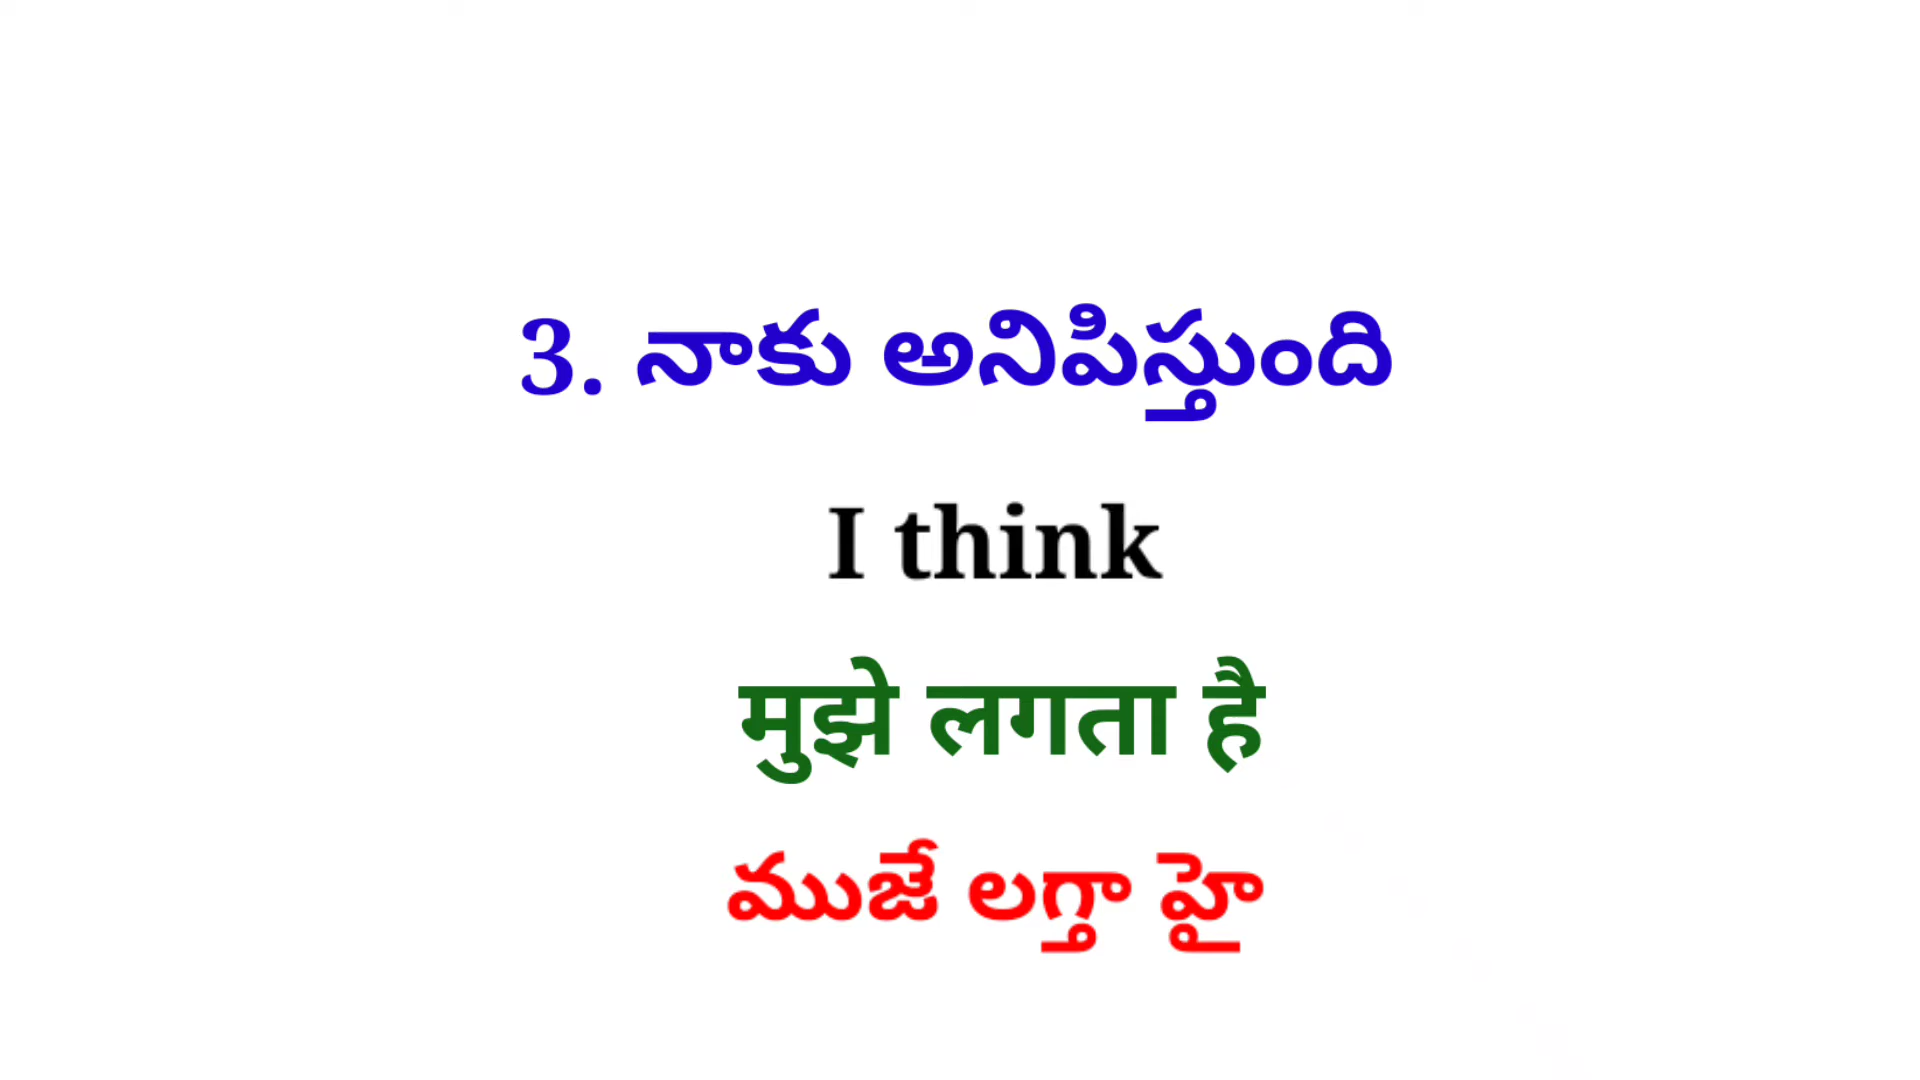 3. నాకు అనిపిస్తుంది
I think
मुझे लगता है
ముజే లగ్తా హై